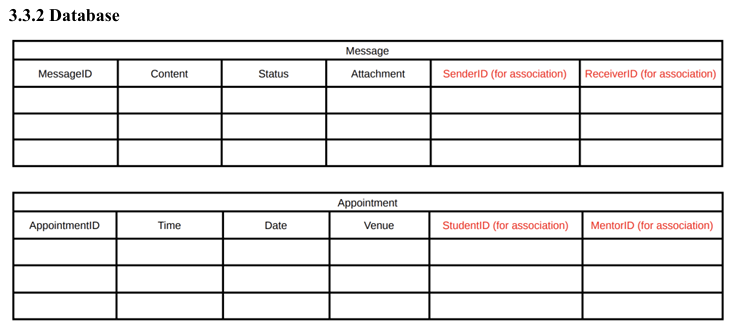 3.3.2 Database
Message
MessageID Content Status Attachment SenderID (for association) ReceiverID (for association)
Appointment
AppointmentID Time Date Venue StudentID (for association) MentorID (for association)